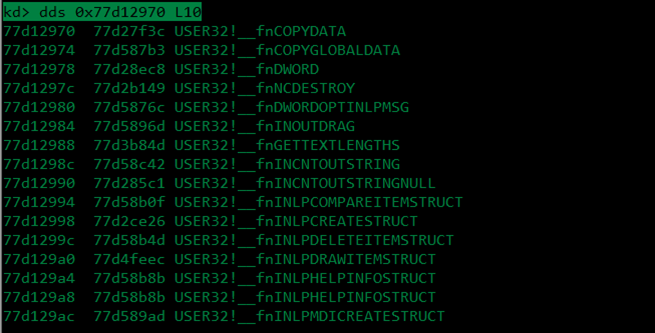 kd> dds 0x77d12970 L10
77d12970  77d27f3c USER32!__fnCOPYDATA
77d12974  77d587b3 USER32!__fnCOPYGLOBALDATA
77d12978  77d28ec8 USER32!__fnDWORD
77d1297c  77d2b149 USER32!__fnNCDESTROY
77d12980  77d5876c USER32!__fnDWORDOPTINLPMSG
77d12984  77d5896d USER32!__fnINOUTDRAG
77d12988  77d3b84d USER32!__fnGETTEXTLENGTHS
77d1298c  77d58c42 USER32!__fnINCNTOUTSTRING
77d12990  77d285c1 USER32!__fnINCNTOUTSTRINGNULL
77d12994  77d58b0f USER32!__fnINLPCOMPAREITEMSTRUCT
77d12998  77d2ce26 USER32!__fnINLPCREATESTRUCT
77d1299c  77d58b4d USER32!__fnINLPDELETEITEMSTRUCT
77d129a0  77d4feec USER32!__fnINLPDRAWITEMSTRUCT
77d129a4  77d58b8b USER32!__fnINLPHELPINFOSTRUCT
77d129a8  77d58b8b USER32!__fnINLPHELPINFOSTRUCT
77d129ac  77d589ad USER32!__fnINLPMDICREATESTRUCT